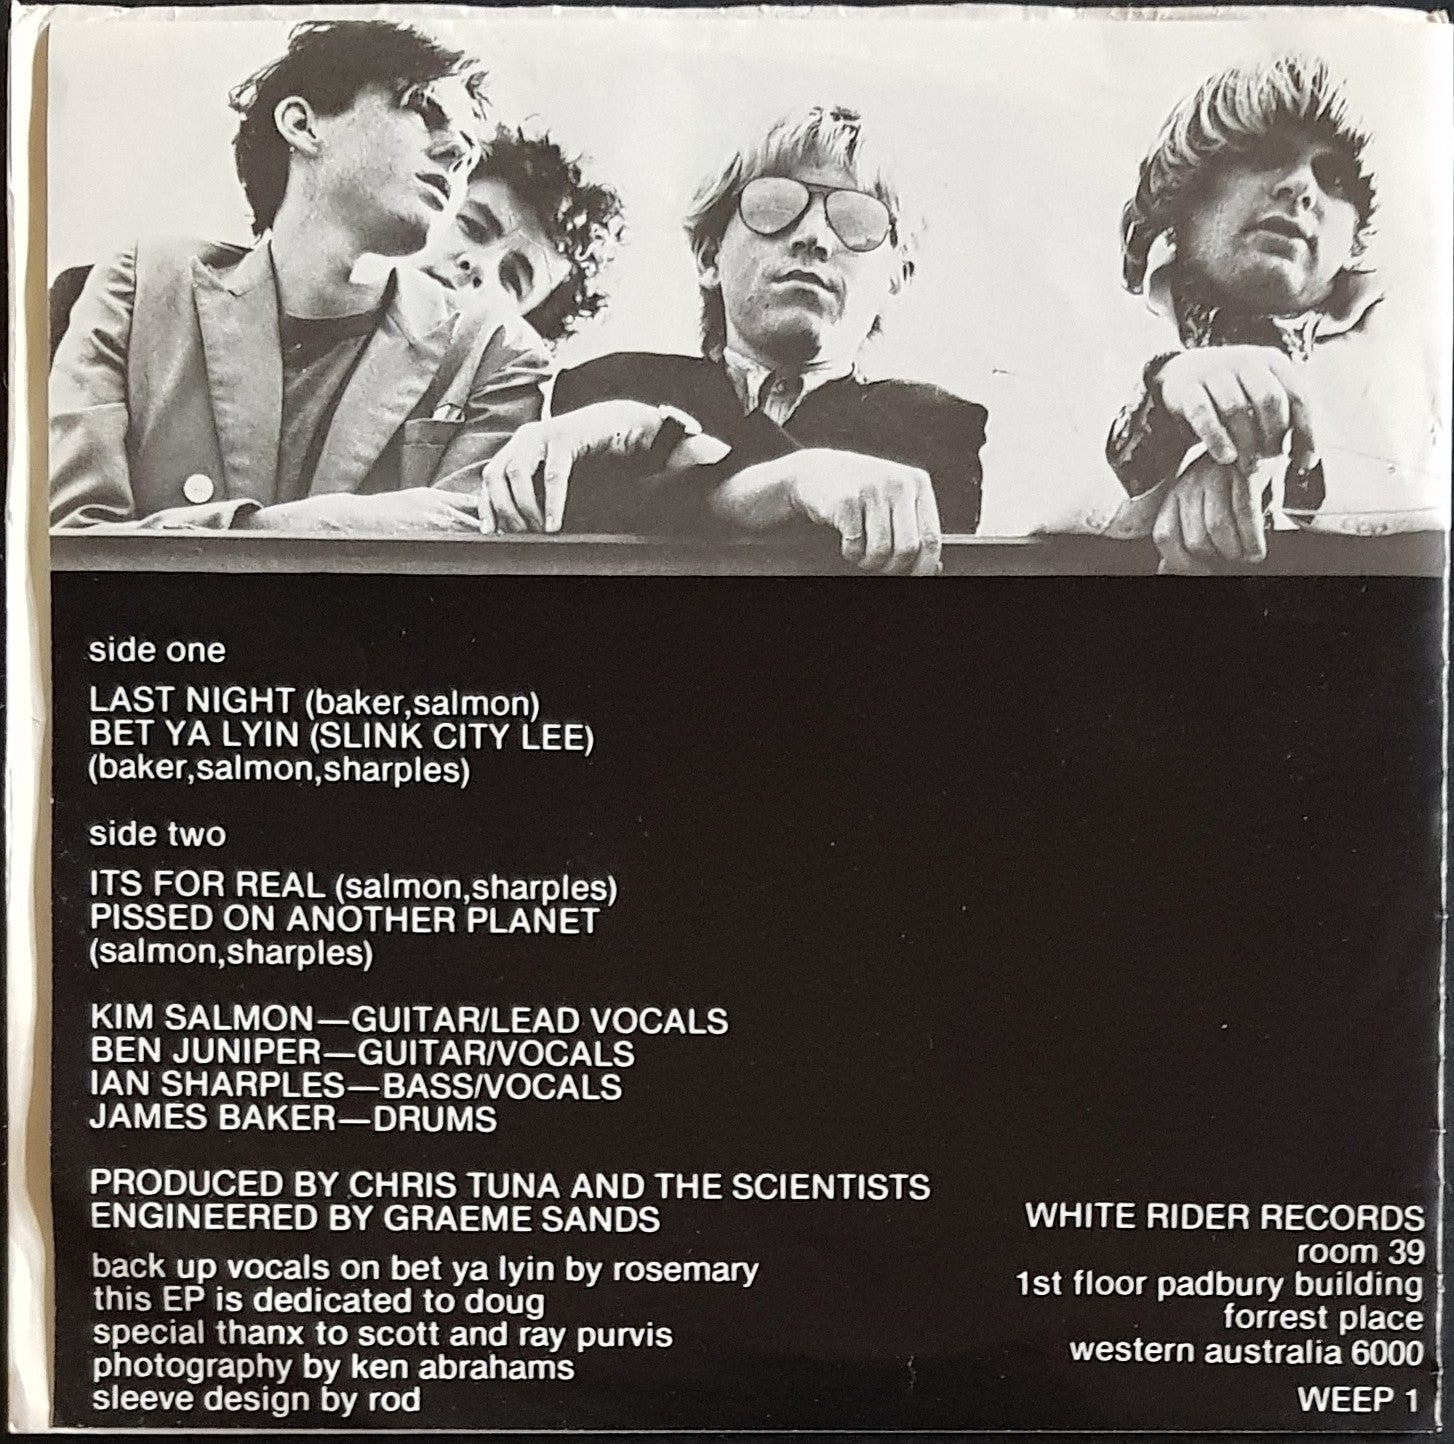 side one
LAST NIGHT (baker,salmon)
BET YA LYIN (SLINK CITY LEE)
(baker,salmon,sharples)
side two
ITS FOR REAL (salmon,sharples)
PISSED ON ANOTHER PLANET
(salmon,sharples)
KIM SALMON—GUITAR/LEAD VOCALS
BEN JUNIPER—GUITAR/VOCALS
IAN SHARPLES—BASS/VOCALS
JAMES BAKER—DRUMS
PRODUCED BY CHRIS TUNA AND THE SCIENTISTS
ENGINEERED BY GRAEME SANDS
back up vocals on bet ya lyin by rosemary
this EP is dedicated to doug
special thanx to scott and ray purvis
photography by ken abrahams
sleeve design by rod
WHITE RIDER RECORDS
room 39
1st floor padbury building
forrest place
western australia 6000
WEEP 1